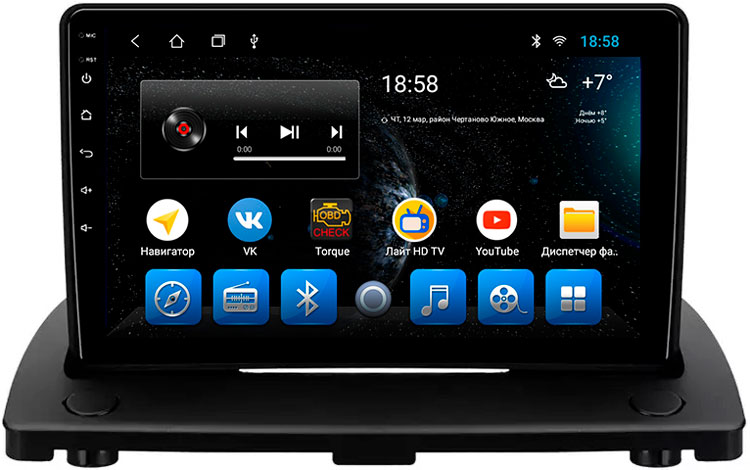 MIC
18:58
RST
18:58
+7°
ЧТ, 12 мар, район Чертаново Южное, Москва
Днём +8°
Ночью +5°
0:00
0:00
OBD
CHECK
Навигатор
VK
Torque
Лайт HD TV
YouTube
Диспетчер фа..